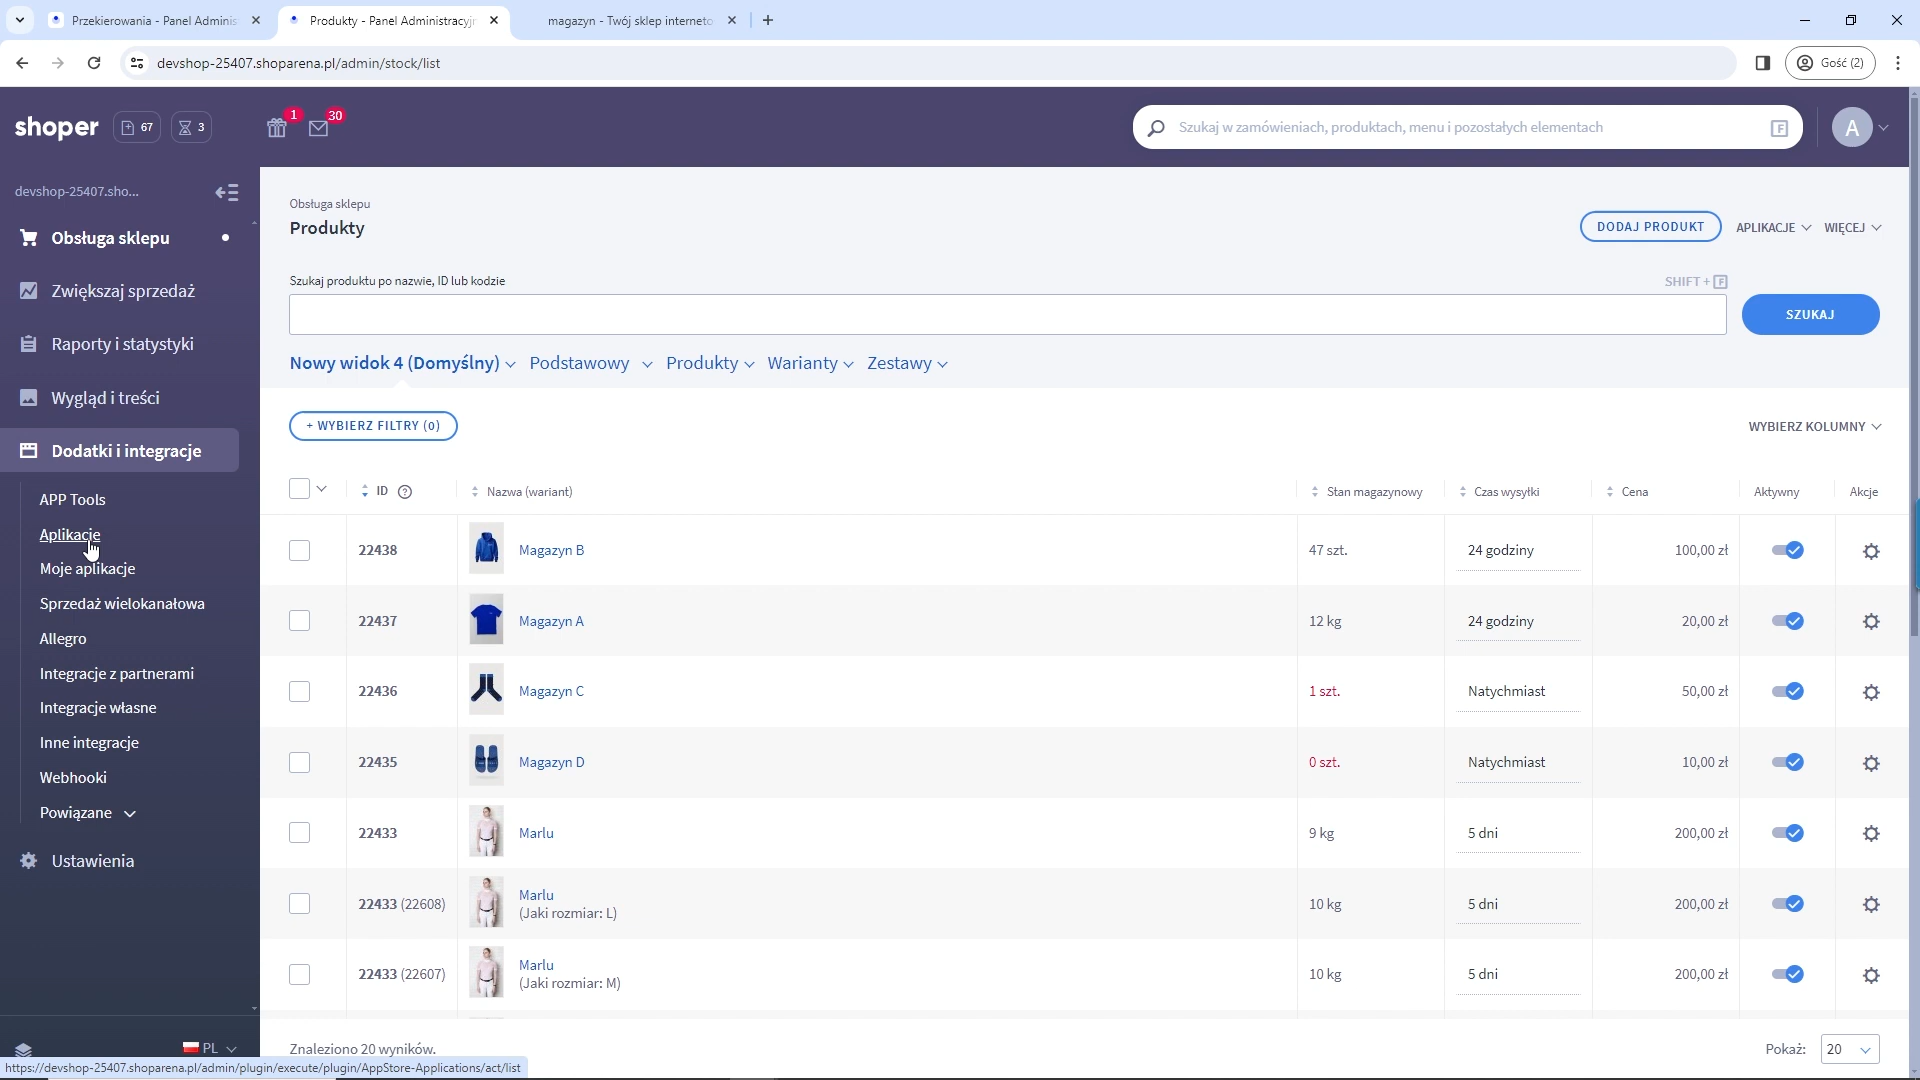 Przekierowania - Panel Adminis
Produkty - Panel Administracyj
magazyn - Twój sklep interneto
devshop-25407.shoparena.pl/admin/stock/list
Gość (2)
shoper
67
3
1
30
Szukaj w zamówieniach, produktach, menu i pozostałych elementach
F
A
devshop-25407.sho...
Obsługa sklepu
Zwiększaj sprzedaż
Raporty i statystyki
Wygląd i treści
Dodatki i integracje
APP Tools
Aplikacje
Moje aplikacje
Sprzedaż wielokanałowa
Allegro
Integracje z partnerami
Integracje własne
Inne integracje
Webhooki
Powiązane
Ustawienia
PL
Obsługa sklepu
Produkty
DODAJ PRODUKT
APLIKACJE
WIĘCEJ
Szukaj produktu po nazwie, ID lub kodzie
SHIFT + F
SZUKAJ
Nowy widok 4 (Domyślny)
Podstawowy
Produkty
Warianty
Zestawy
+ WYBIERZ FILTRY (0)
WYBIERZ KOLUMNY
ID ? Nazwa (wariant) Stan magazynowy Czas wysyłki Cena Aktywny Akcje
22438 Magazyn B 47 szt. 24 godziny 100,00 zł
22437 Magazyn A 12 kg 24 godziny 20,00 zł
22436 Magazyn C 1 szt. Natychmiast 50,00 zł
22435 Magazyn D 0 szt. Natychmiast 10,00 zł
22433 Marlu 9 kg 5 dni 200,00 zł
22433 (22608) Marlu (Jaki rozmiar: L) 10 kg 5 dni 200,00 zł
22433 (22607) Marlu (Jaki rozmiar: M) 10 kg 5 dni 200,00 zł
Znaleziono 20 wyników.
Pokaż: 20
https://devshop-25407.shoparena.pl/admin/plugin/execute/plugin/AppStore-Applications/act/list